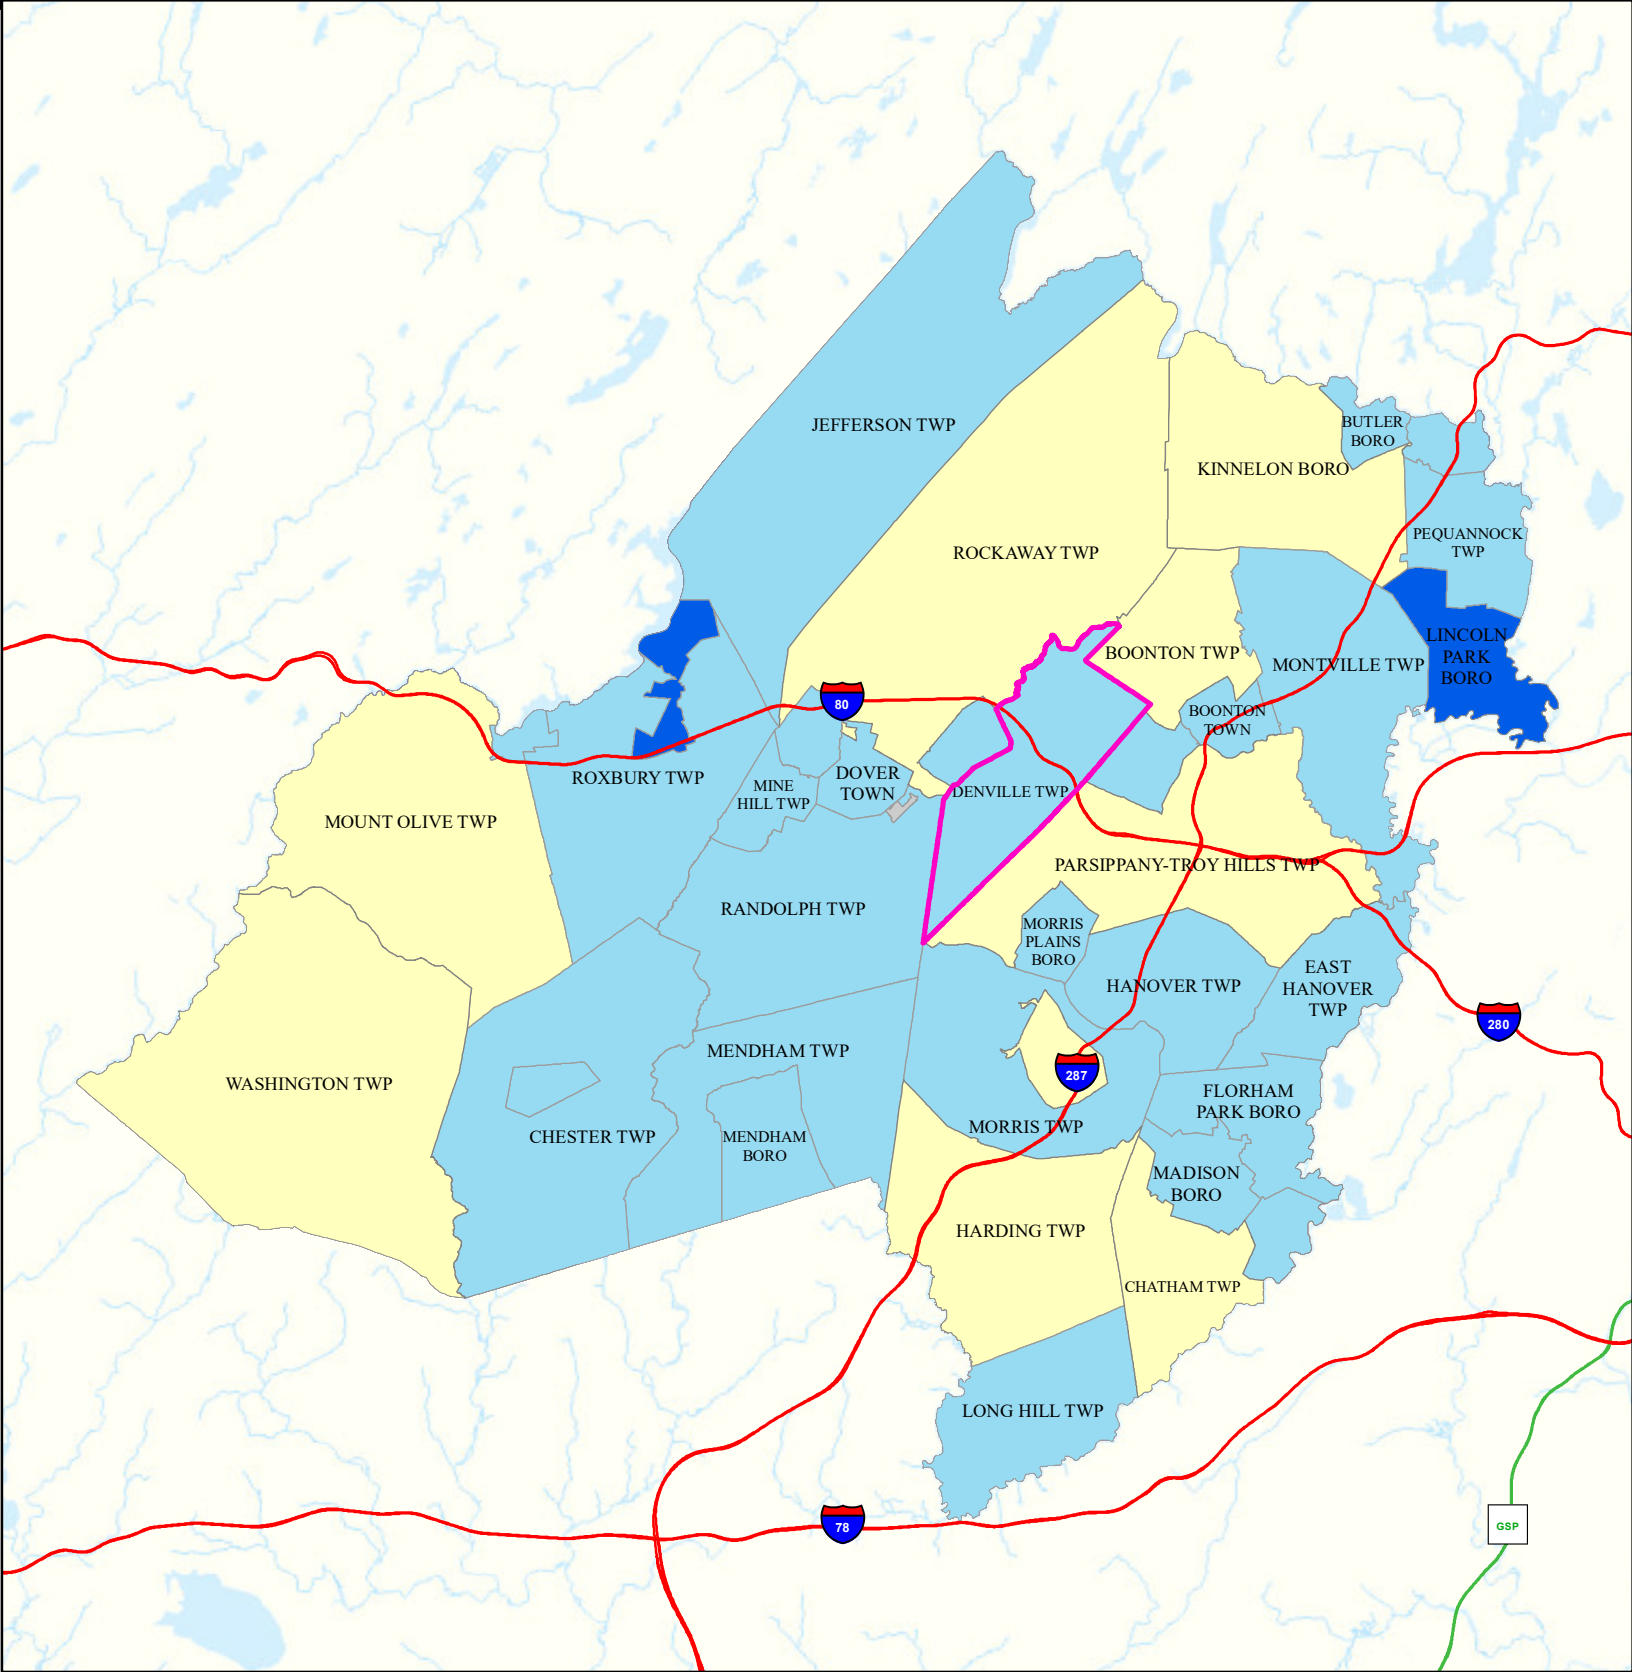 JEFFERSON TWP
BUTLER
BORO
KINNELON BORO
PEQUANNOCK
TWP
ROCKAWAY TWP
LINCOLN
PARK
BORO
BOONTON TWP
MONTVILLE TWP
80
BOONTON
TOWN
ROXBURY TWP
MINE
HILL TWP
DOVER
TOWN
DENVILLE TWP
MOUNT OLIVE TWP
PARSIPPANY-TROY HILLS TWP
RANDOLPH TWP
MORRIS
PLAINS
BORO
HANOVER TWP
EAST
HANOVER
TWP
280
MENDHAM TWP
287
WASHINGTON TWP
FLORHAM
PARK BORO
CHESTER TWP
MENDHAM
BORO
MORRIS TWP
MADISON
BORO
HARDING TWP
CHATHAM TWP
LONG HILL TWP
78
GSP